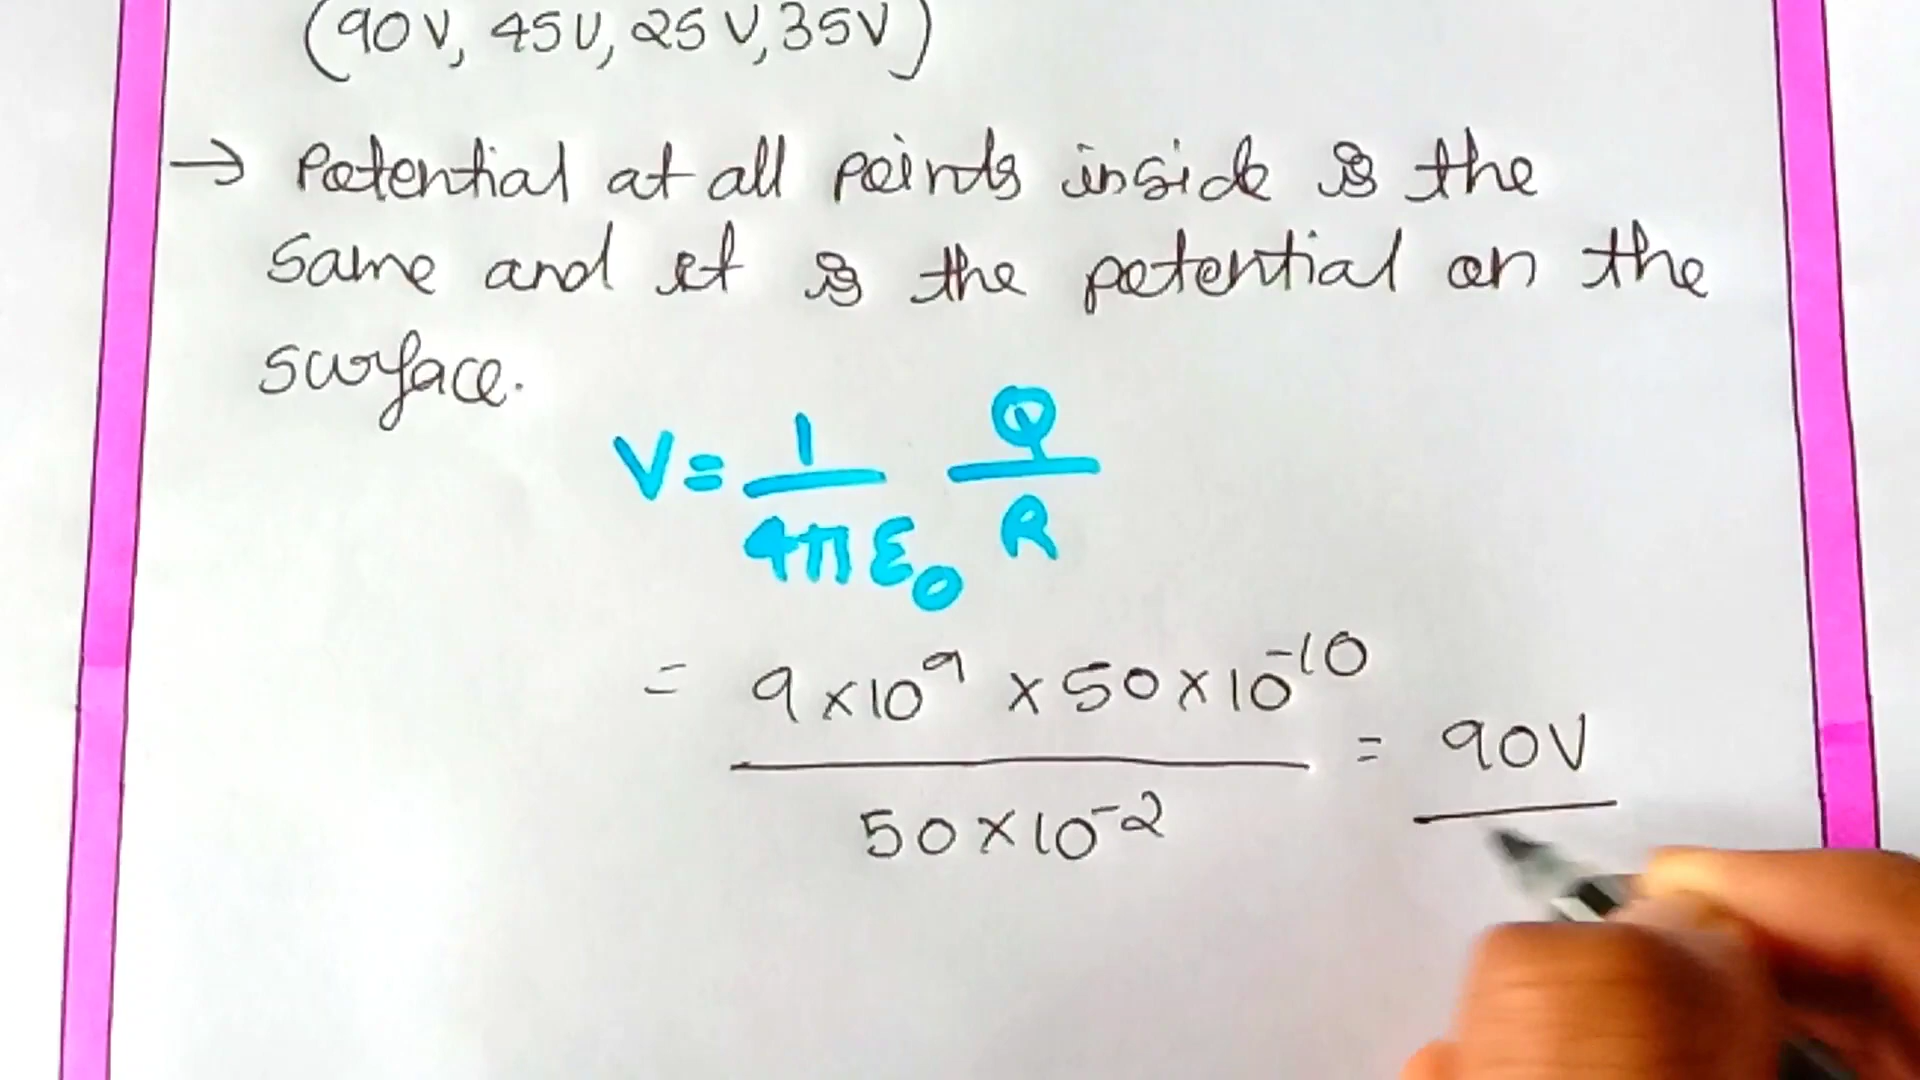 (90V, 45V, 25V, 35V)
→ Potential at all points inside is the
same and it is the potential on the
surface.
V = 1/4πε₀ Q/R
= 9×10⁹ × 50×10⁻¹⁰ / 50×10⁻² = 90V